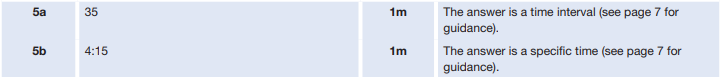 5a 35 1m The answer is a time interval (see page 7 for
guidance).
5b 4:15 1m The answer is a specific time (see page 7 for
guidance).